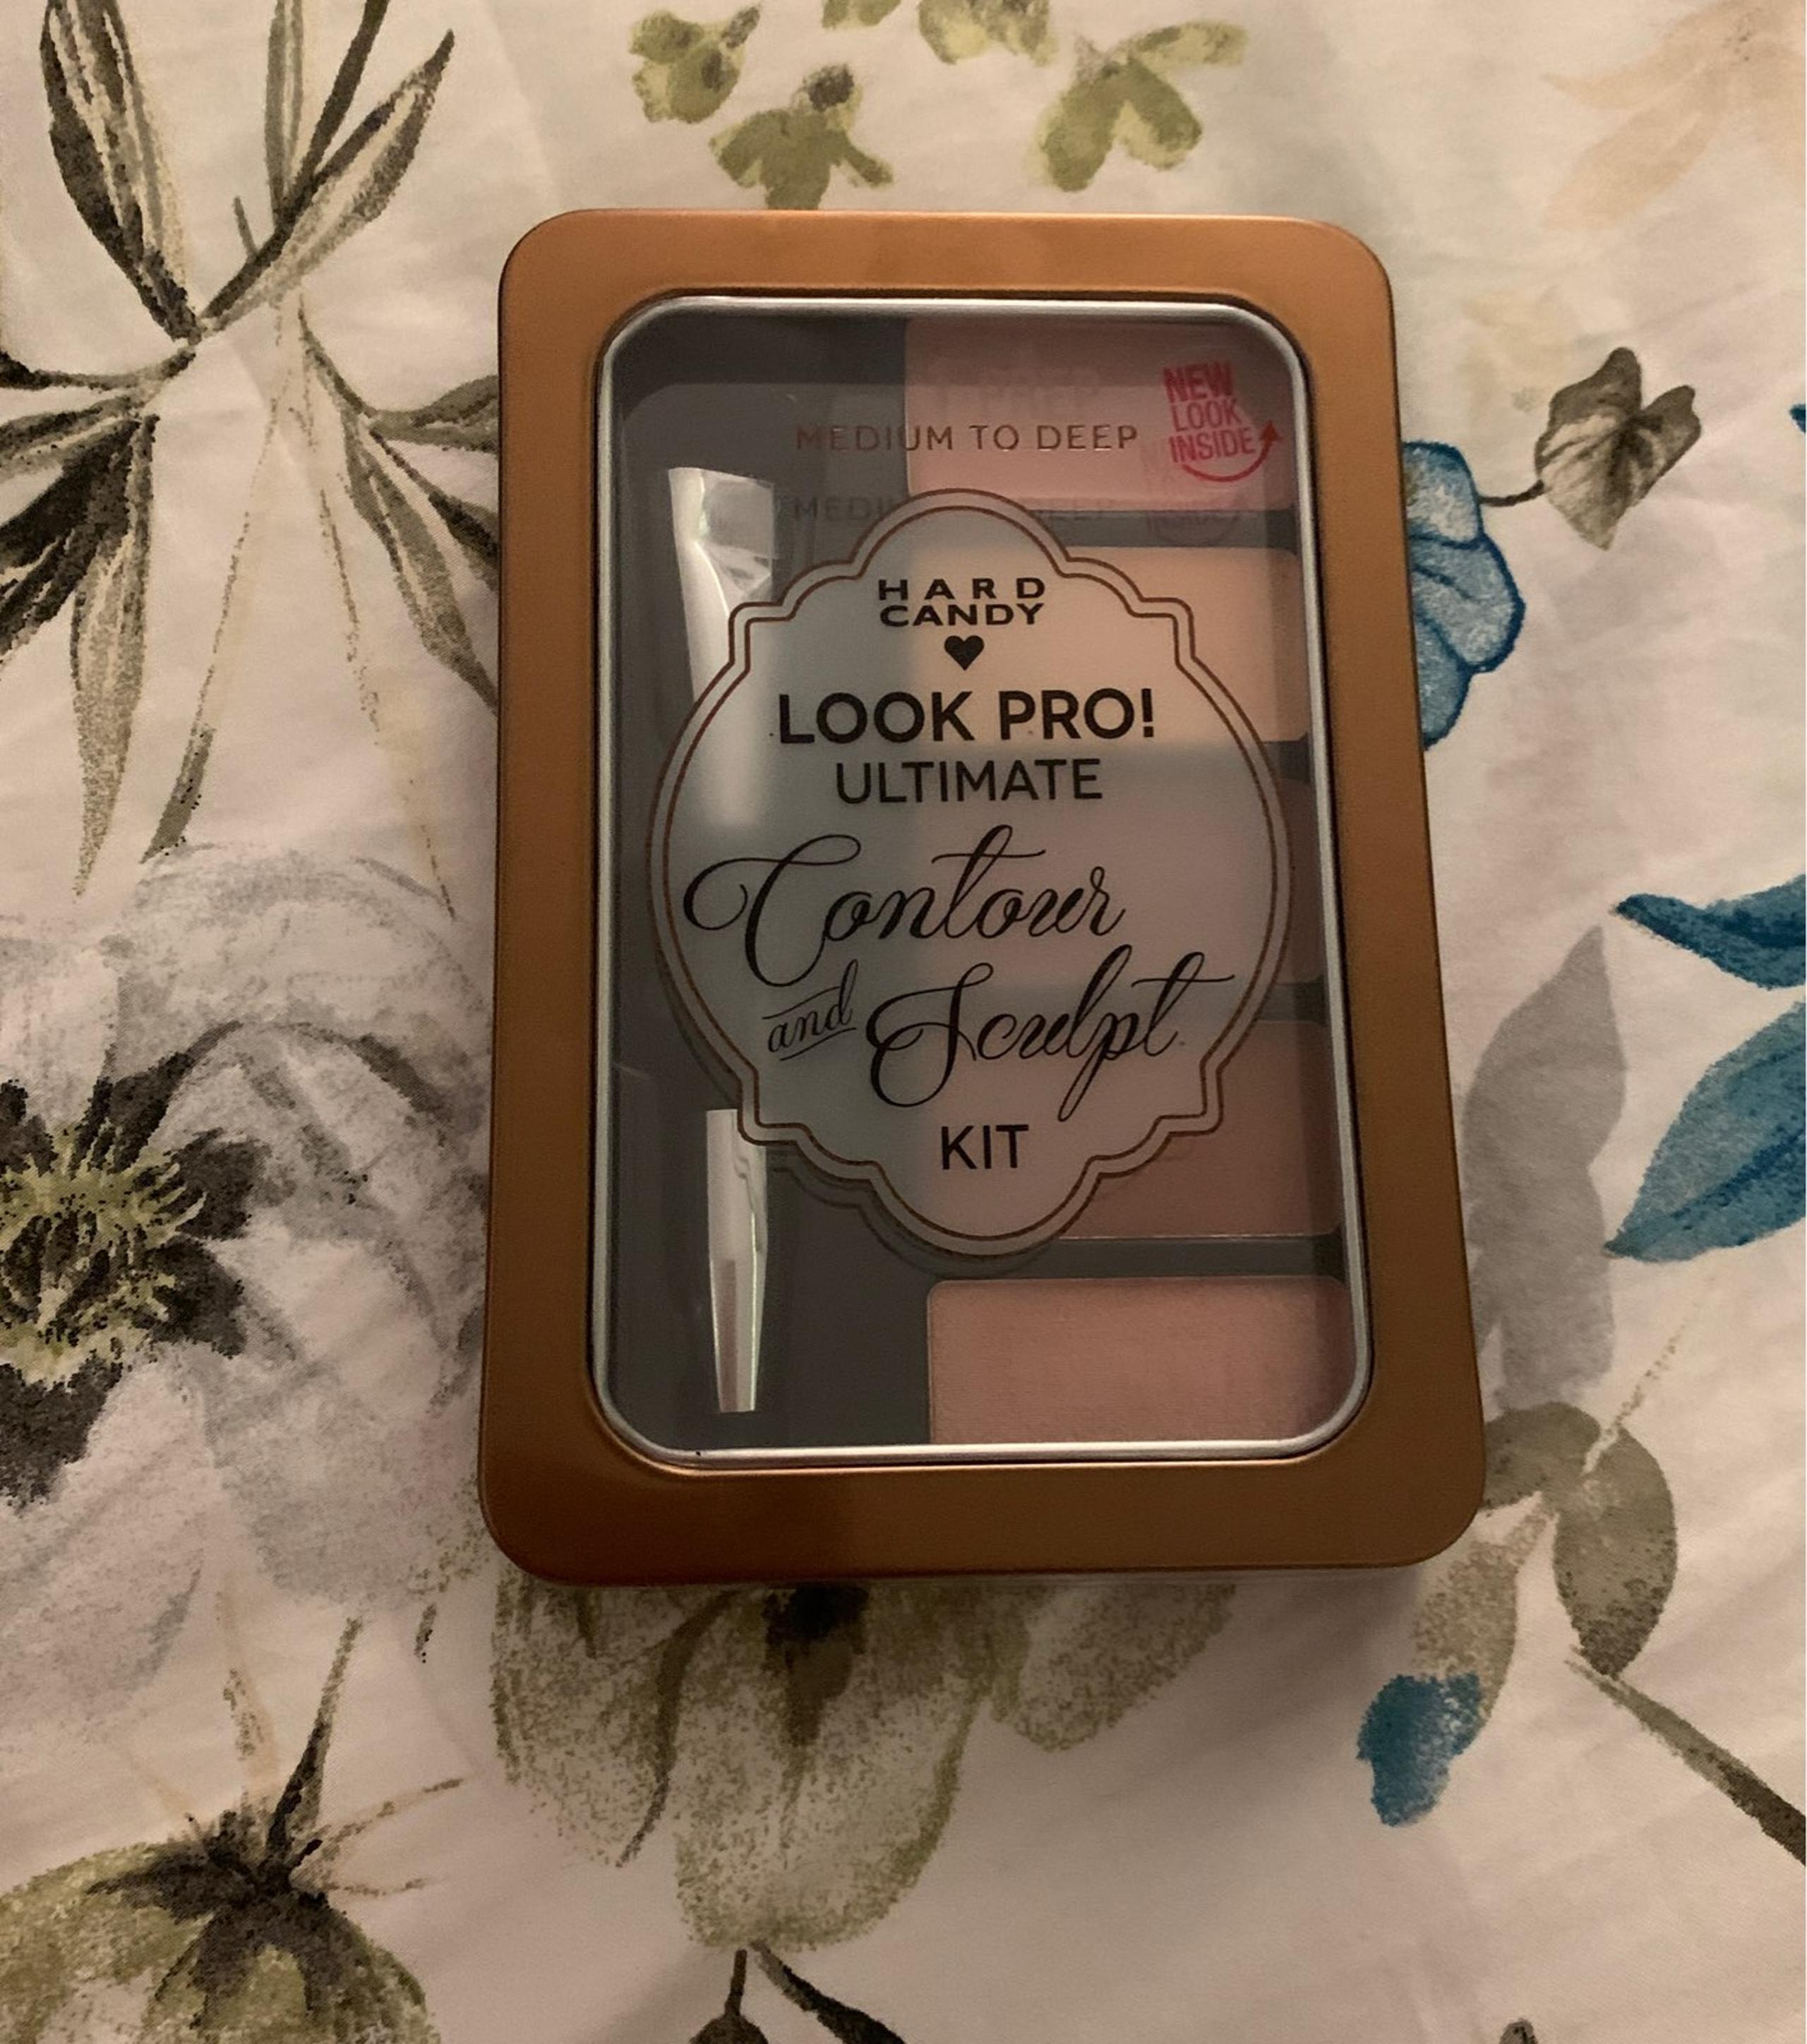 MEDIUM TO DEEP
NEW
LOOK
INSIDE
HARD
CANDY
LOOK PRO!
ULTIMATE
Contour
and Sculpt
KIT